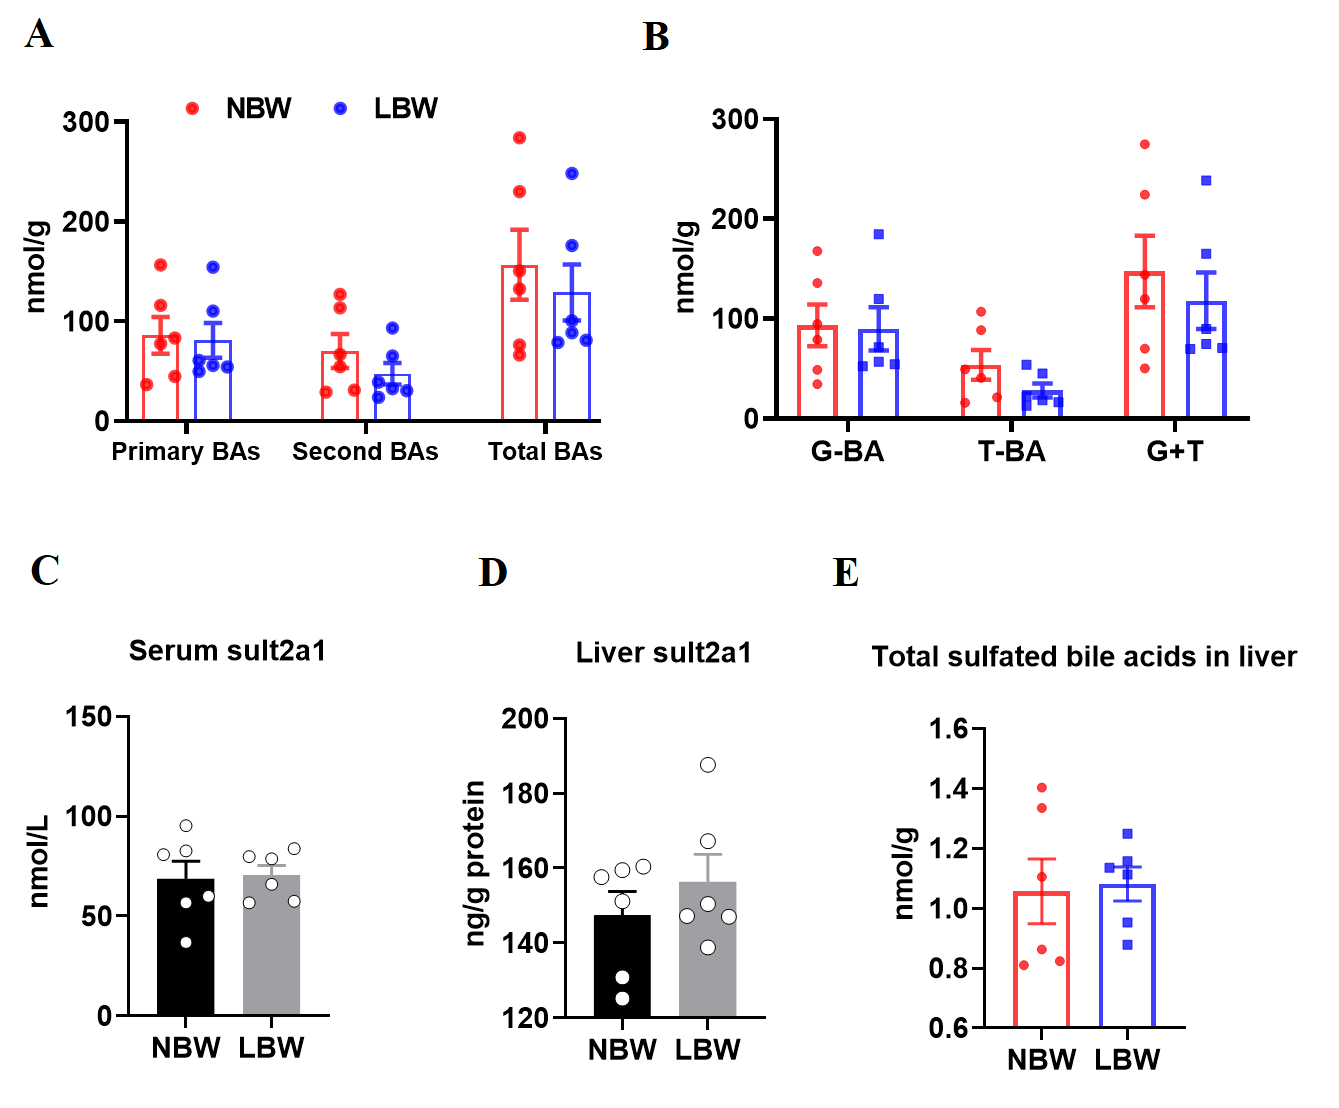 A
NBW LBW
nmol/g
300
200
100
0
Primary BAs Second BAs Total BAs
B
nmol/g
300
200
100
0
G-BA T-BA G+T
C
Serum sult2a1
nmol/L
150
100
50
0
NBW LBW
D
Liver sult2a1
ng/g protein
200
180
160
140
120
NBW LBW
E
Total sulfated bile acids in liver
nmol/g
1.6
1.4
1.2
1.0
0.8
0.6
NBW LBW